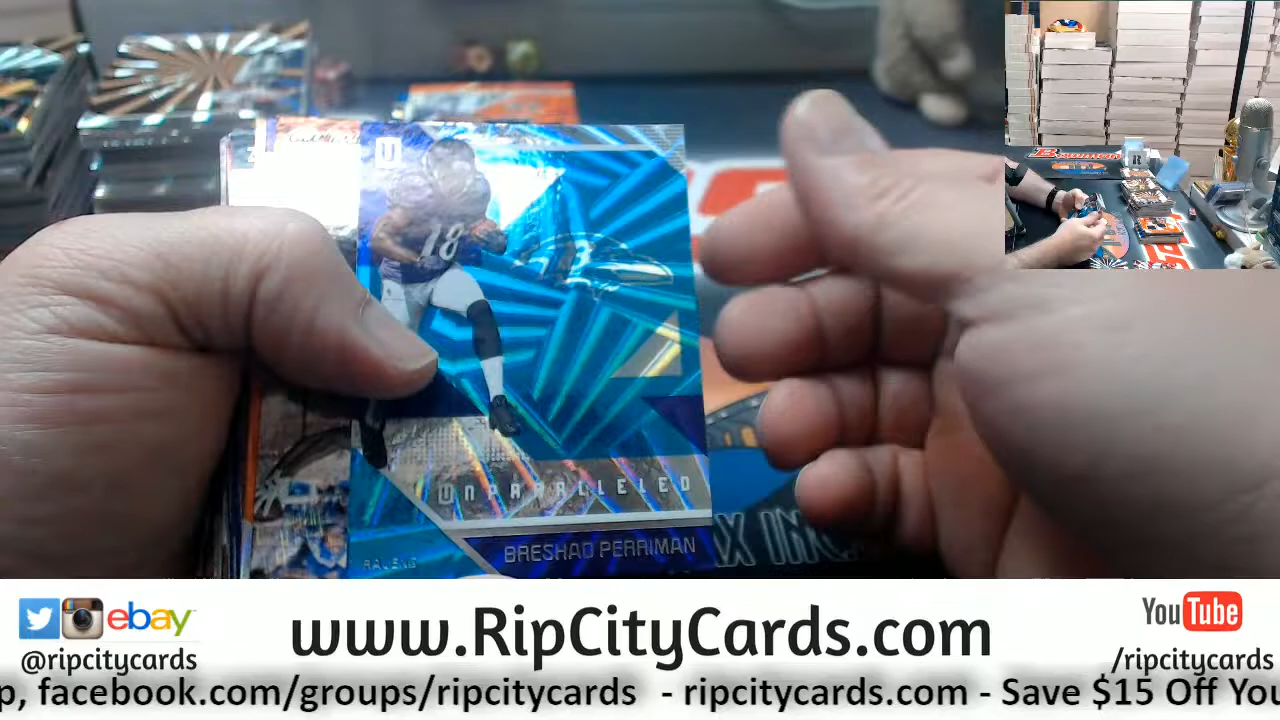 18
UNPARALLELED
BRESHAD PERRIMAN
RAVENS
ebay
www.RipCityCards.com
YouTube
@ripcitycards
/ripcitycards
p, facebook.com/groups/ripcitycards - ripcitycards.com - Save $15 Off You